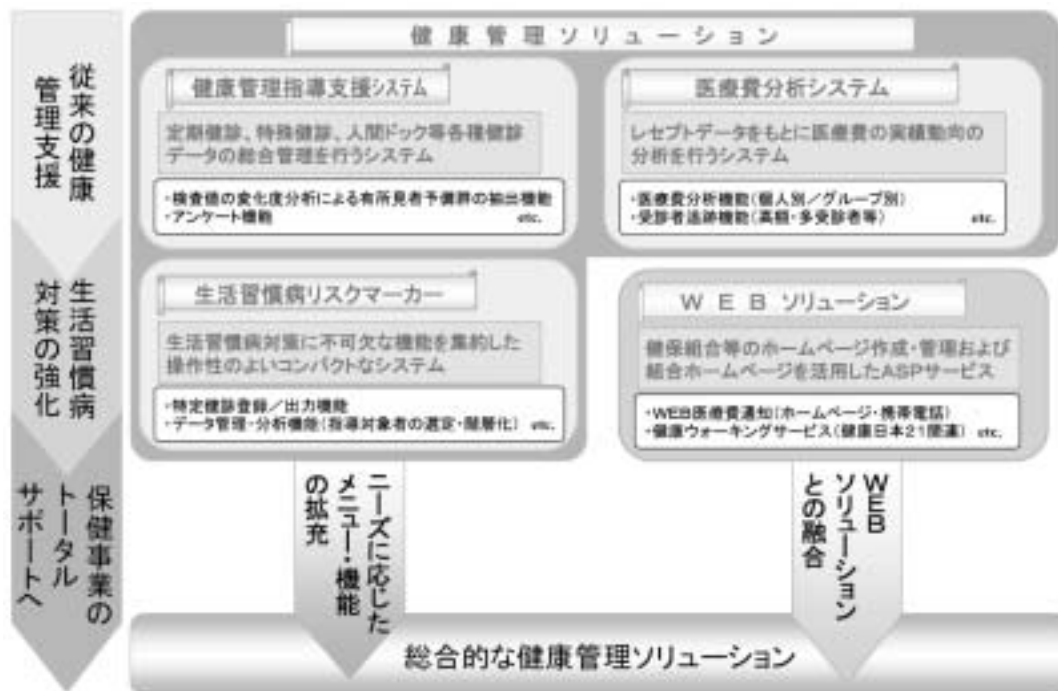 健康管理ソリューション
従来の健康
管理支援
健康管理指導支援システム
定期健診、特殊健診、人間ドック等各種健診
データの総合管理を行うシステム
・検査値の変化度分析による有所見者予備群の抽出機能
・アンケート機能 etc.
医療費分析システム
レセプトデータをもとに医療費の実績動向の
分析を行うシステム
・医療費分析機能(個人別／グループ別)
・受診者追跡機能(高額・多受診者等) etc.
生活習慣病
対策の強化
生活習慣病リスクマーカー
生活習慣病対策に不可欠な機能を集約した
操作性のよいコンパクトなシステム
・特定健診登録／出力機能
・データ管理・分析機能(指導対象者の選定・階層化) etc.
WEBソリューション
健保組合等のホームページ作成・管理および
組合ホームページを活用したASPサービス
・WEB医療費通知(ホームページ・携帯電話)
・健康ウォーキングサービス(健康日本21関連) etc.
保健事業の
トータル
サポートへ
ニーズに応じた
メニュー・機能
の拡充
WEB
ソリューション
との融合
総合的な健康管理ソリューション